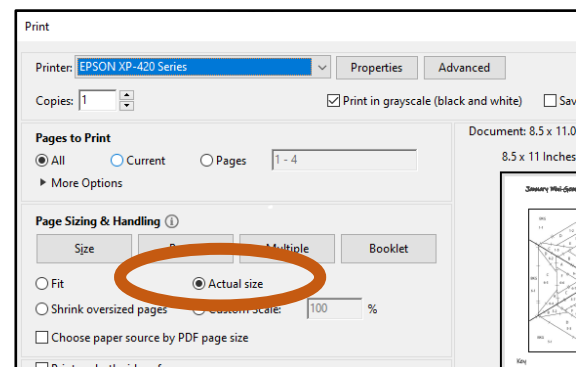 Print
Printer: EPSON XP-420 Series Properties Advanced
Copies: 1 Print in grayscale (black and white) Sav
Pages to Print
All Current Pages 1 - 4
More Options
Page Sizing & Handling
Size Multiple Booklet
Fit Actual size
Shrink oversized pages Custom Scale: 100 %
Choose paper source by PDF page size
Document: 8.5 x 11.0
8.5 x 11 Inches
Key